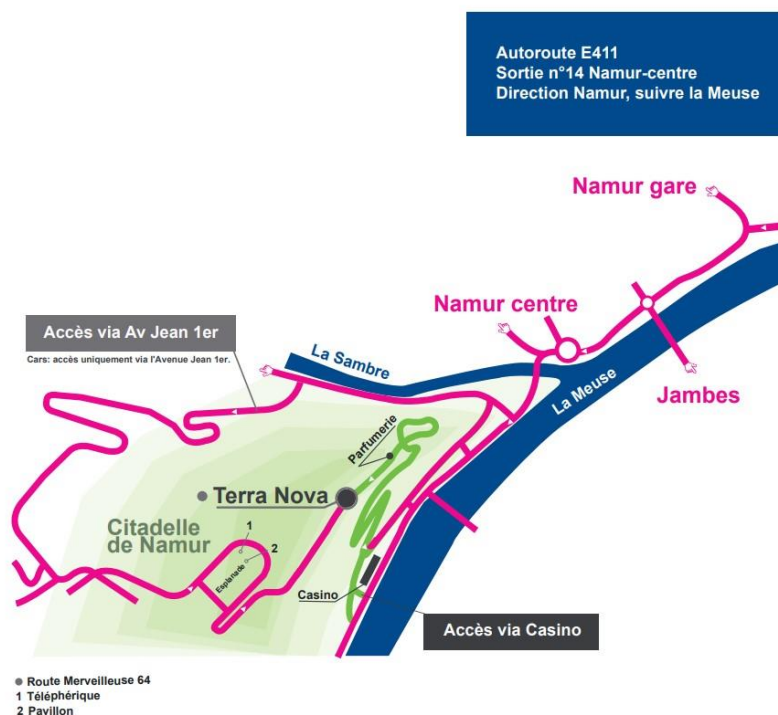 Autoroute E411
Sortie n°14 Namur-centre
Direction Namur, suivre la Meuse
Namur gare
Namur centre
Accès via Av Jean 1er
Cars: accès uniquement via l'Avenue Jean 1er.
La Sambre
La Meuse
Jambes
Parfumerie
Terra Nova
Citadelle
de Namur
1
2
Esplanade
Casino
Accès via Casino
Route Merveilleuse 64
1 Téléphérique
2 Pavillon